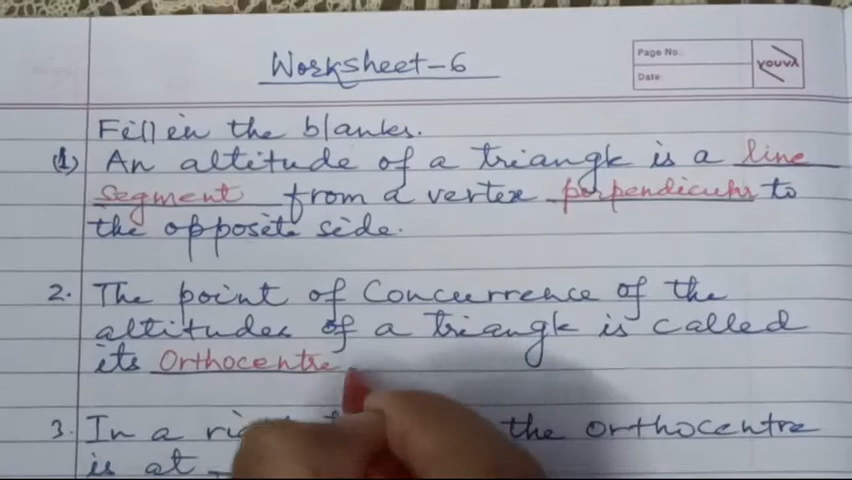 Worksheet-6
Page No.:
Date:
YOUVA
Fill in the blanks.
(1) An altitude of a triangle is a line
segment from a vertex perpendicular to
the opposite side.
2. The point of Concurrence of the
altitudes of a triangle is called
its Orthocentre
3. In a the orthocentre
is at